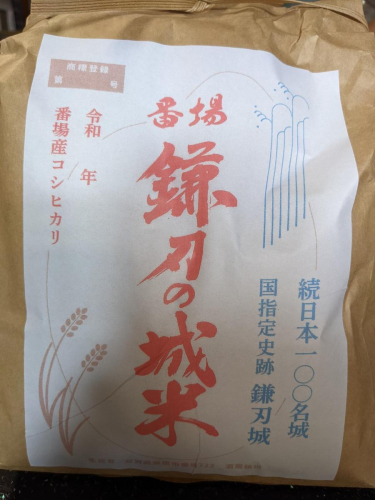 商標登録
第 号
番場
鎌刃の城米
令和 年
番場産コシヒカリ
続日本一〇〇名城
国指定史跡 鎌刃城